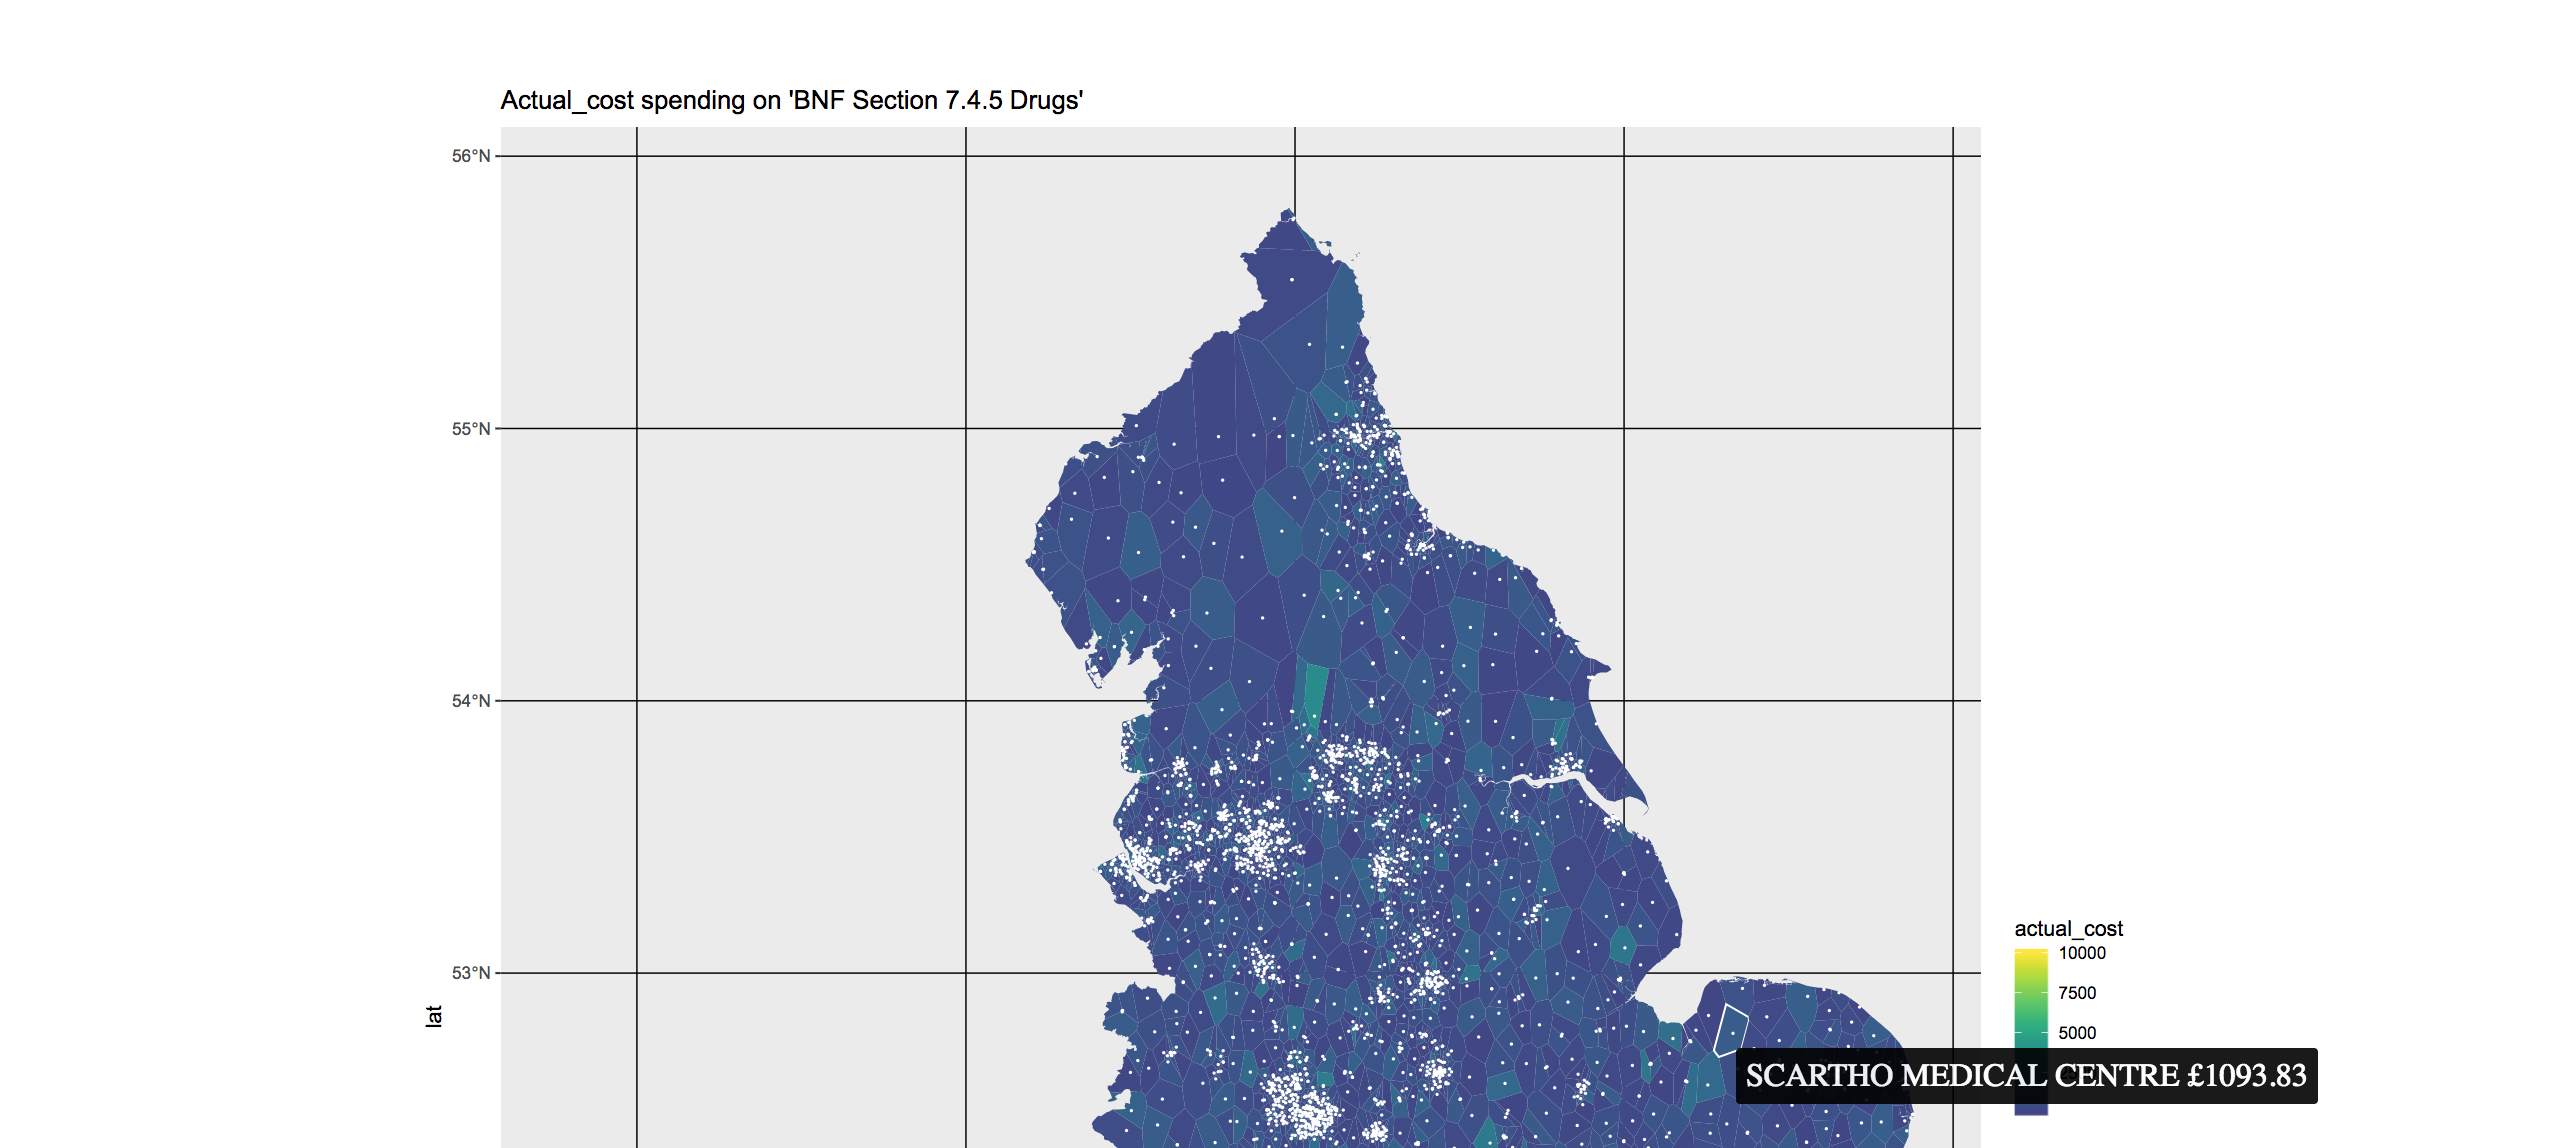 Actual_cost spending on 'BNF Section 7.4.5 Drugs'
56°N
55°N
54°N
53°N
lat
actual_cost
10000
7500
5000
SCARTHO MEDICAL CENTRE £1093.83